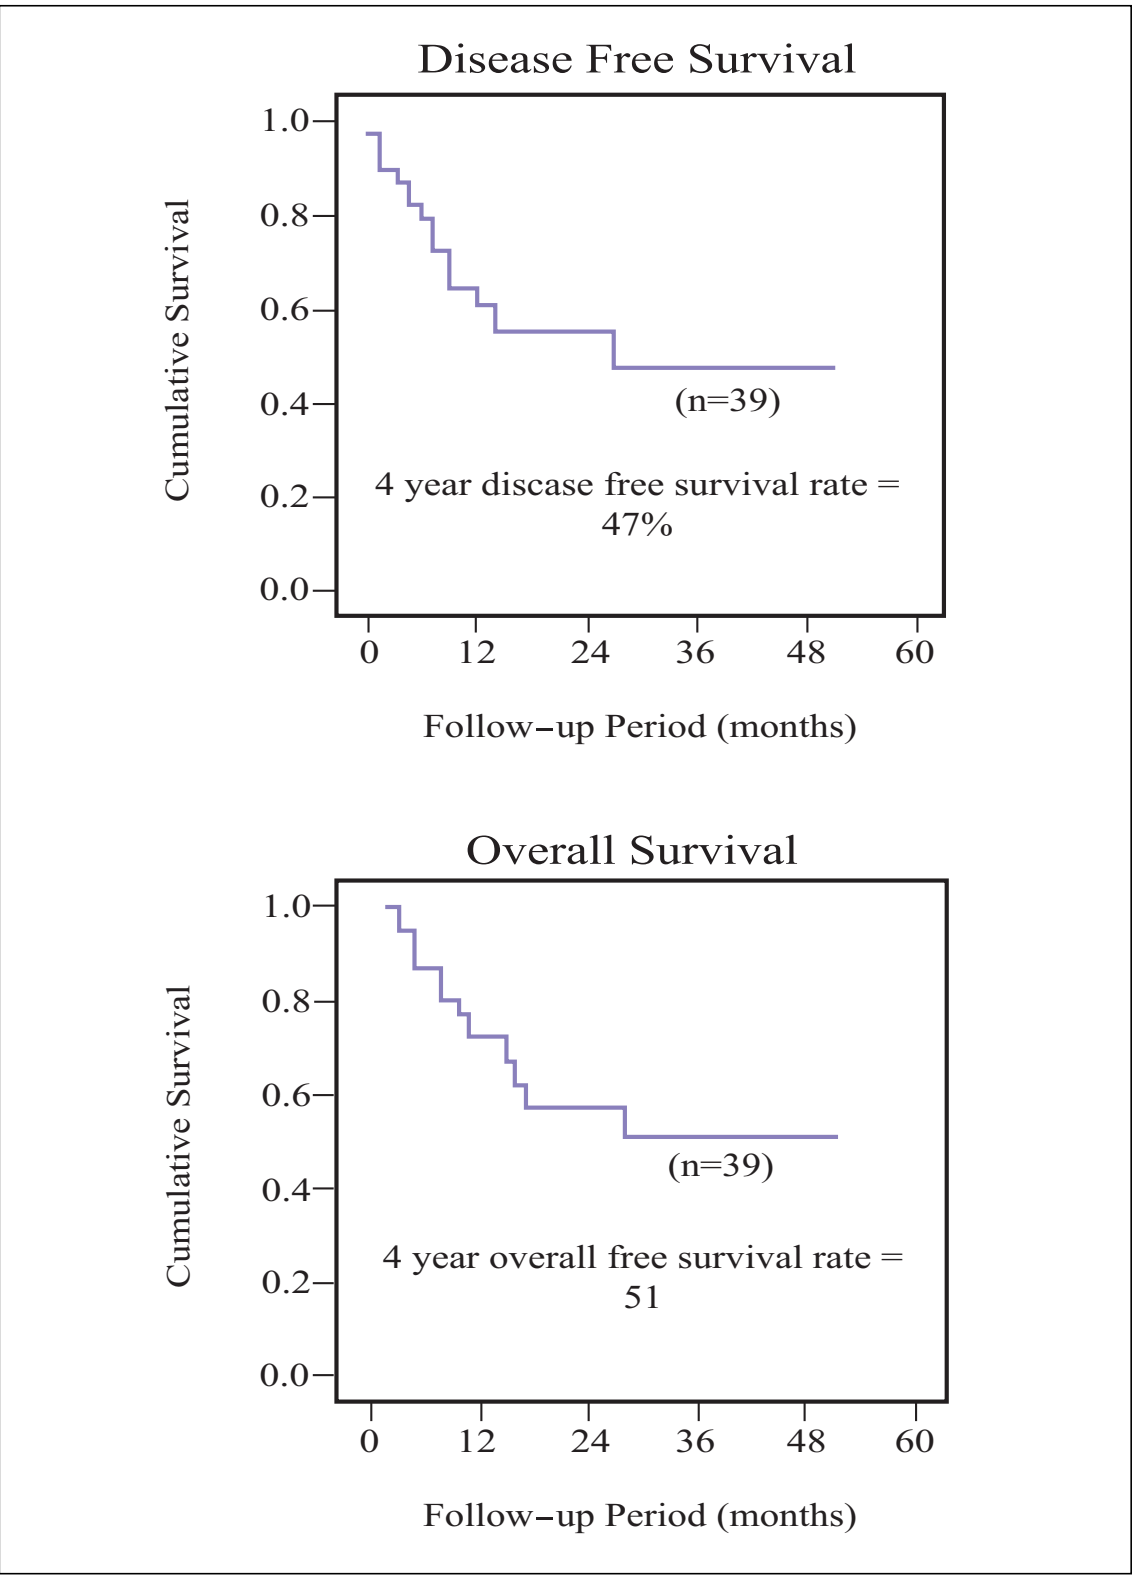 Disease Free Survival
1.0
0.8
0.6
0.4
0.2
0.0
Cumulative Survival
(n=39)
4 year discase free survival rate =
47%
0 12 24 36 48 60
Follow-up Period (months)
Overall Survival
1.0
0.8
0.6
0.4
0.2
0.0
Cumulative Survival
(n=39)
4 year overall free survival rate =
51
0 12 24 36 48 60
Follow-up Period (months)